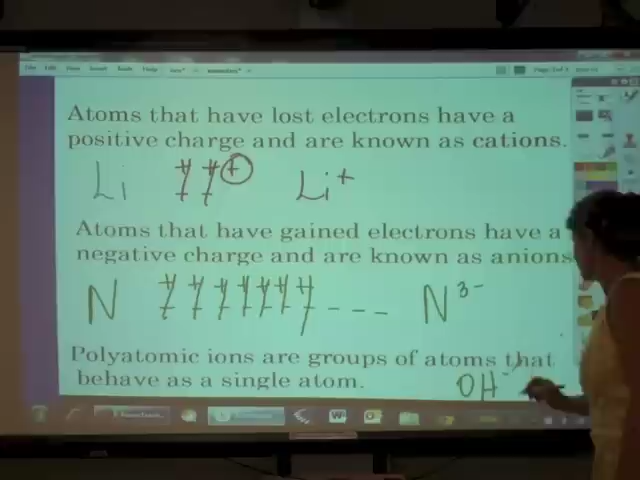 Atoms that have lost electrons have a
positive charge and are known as cations.
Li + Li+
Atoms that have gained electrons have a
negative charge and are known as anions
N - - - N3-
Polyatomic ions are groups of atoms that
behave as a single atom.
OH-